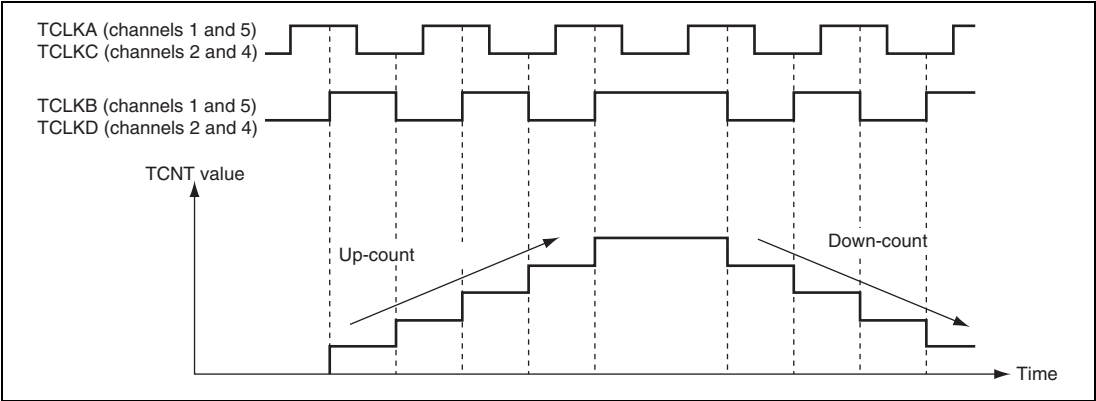 TCLKA (channels 1 and 5)
TCLKC (channels 2 and 4)
TCLKB (channels 1 and 5)
TCLKD (channels 2 and 4)
TCNT value
Up-count
Down-count
Time